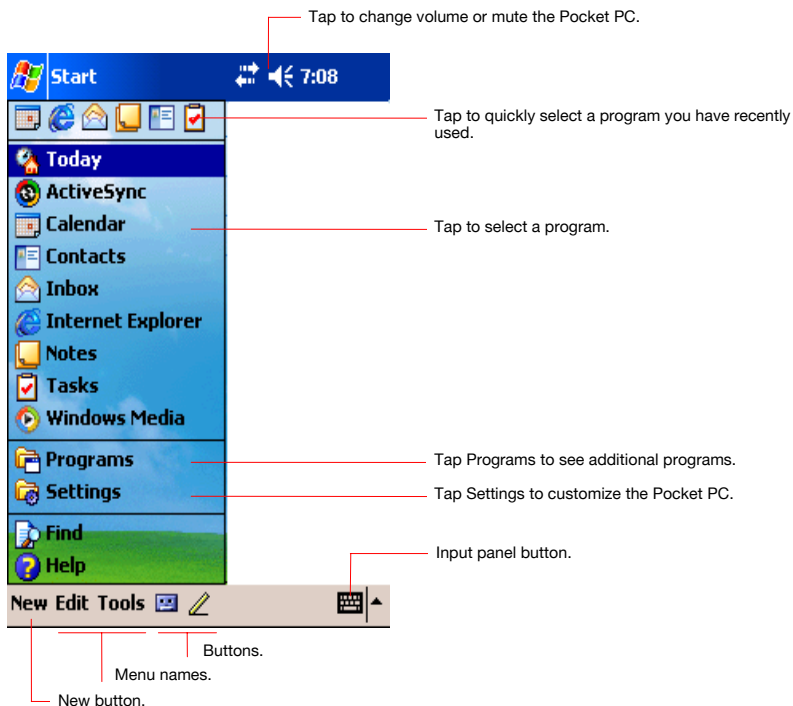 Tap to change volume or mute the Pocket PC.
Start
7:08
Tap to quickly select a program you have recently
used.
Today
ActiveSync
Calendar
Tap to select a program.
Contacts
Inbox
Internet Explorer
Notes
Tasks
Windows Media
Programs
Tap Programs to see additional programs.
Settings
Tap Settings to customize the Pocket PC.
Find
Help
Input panel button.
New Edit Tools
Buttons.
Menu names.
New button.